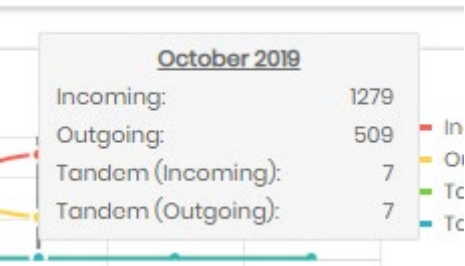 October 2019
Incoming: 1279
Outgoing: 509
Tandem (Incoming): 7
Tandem (Outgoing): 7